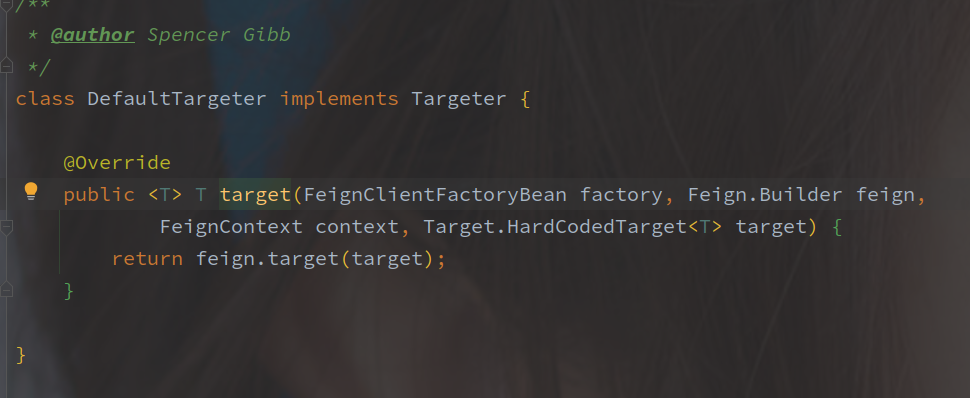 /**
 * @author Spencer Gibb
 */
class DefaultTargeter implements Targeter {
    @Override
    public <T> T target(FeignClientFactoryBean factory, Feign.Builder feign,
            FeignContext context, Target.HardCodedTarget<T> target) {
        return feign.target(target);
    }
}